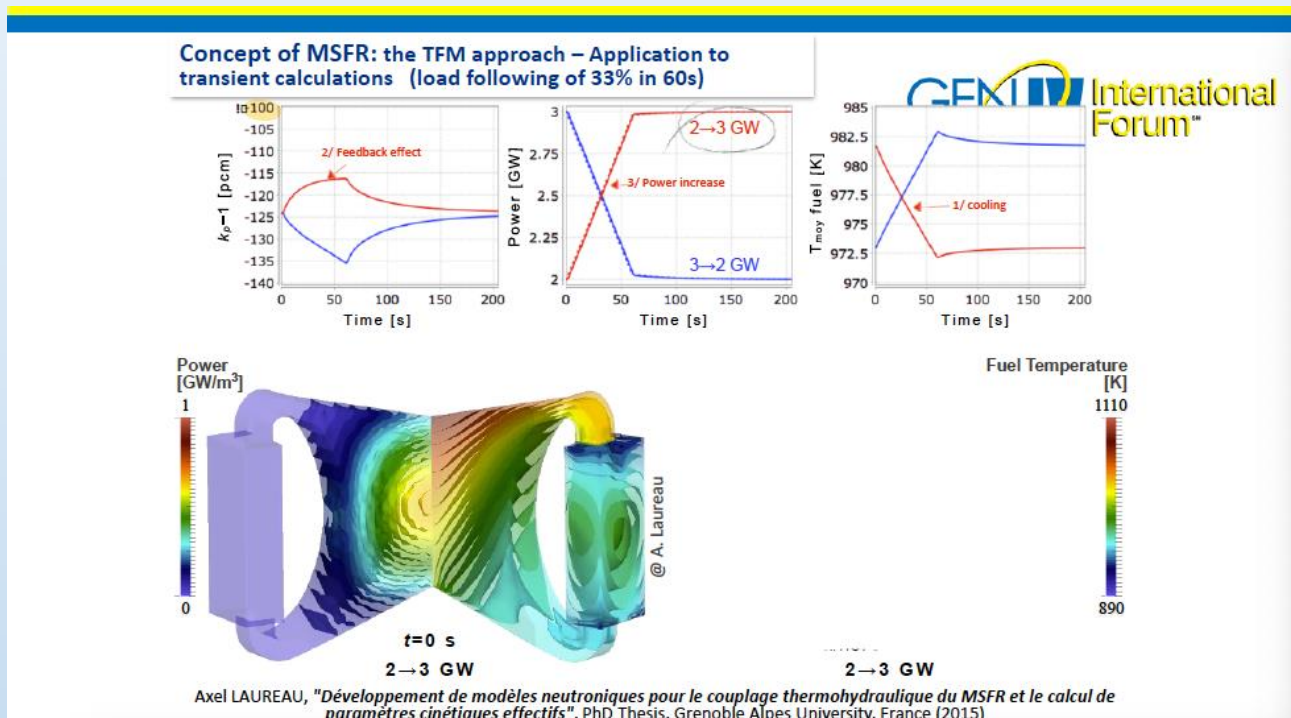 Concept of MSFR: the TFM approach – Application to
transient calculations (load following of 33% in 60s)
GEN IV International
Forum™
-100
-105
-110
-115
-120
-125
-130
-135
-140
kp−1 [pcm]
2/ Feedback effect
0 50 100 150 200
Time [s]
3
2.75
2.5
2.25
2
Power [GW]
2→3 GW
3/ Power increase
3→2 GW
0 50 100 150 200
Time [s]
985
982.5
980
977.5
975
972.5
970
Tmoy fuel [K]
1/ cooling
0 50 100 150 200
Time [s]
Power
[GW/m³]
1
0
Fuel Temperature
[K]
1110
890
@ A. Laureau
t=0 s
2→3 GW
2→3 GW
Axel LAUREAU, "Développement de modèles neutroniques pour le couplage thermohydraulique du MSFR et le calcul de
paramètres cinétiques effectifs", PhD Thesis, Grenoble Alpes University, France (2015)